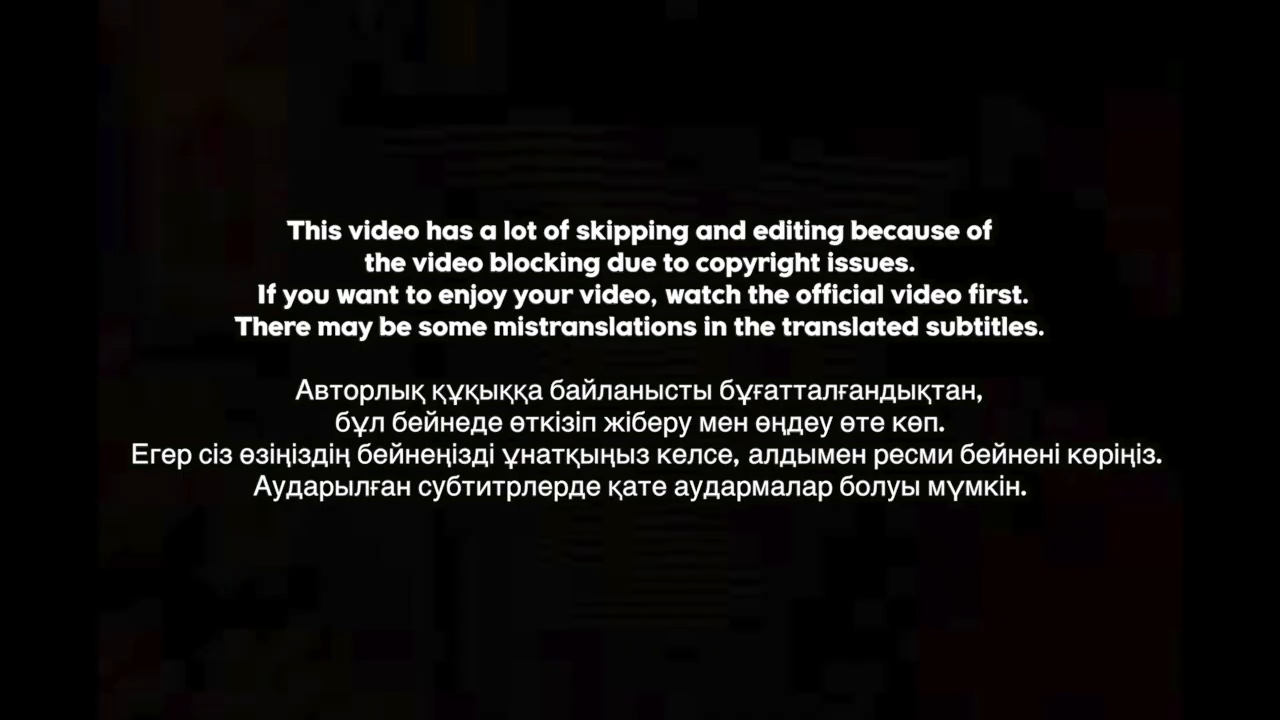 This video has a lot of skipping and editing because of
the video blocking due to copyright issues.
If you want to enjoy your video, watch the official video first.
There may be some mistranslations in the translated subtitles.
Авторлық құқыққа байланысты бұғатталғандықтан,
бұл бейнеде өткізіп жіберу мен өңдеу өте көп.
Егер сіз өзіңіздің бейнеңізді ұнатқыңыз келсе, алдымен ресми бейнені көріңіз.
Аударылған субтитрлерде қате аудармалар болуы мүмкін.